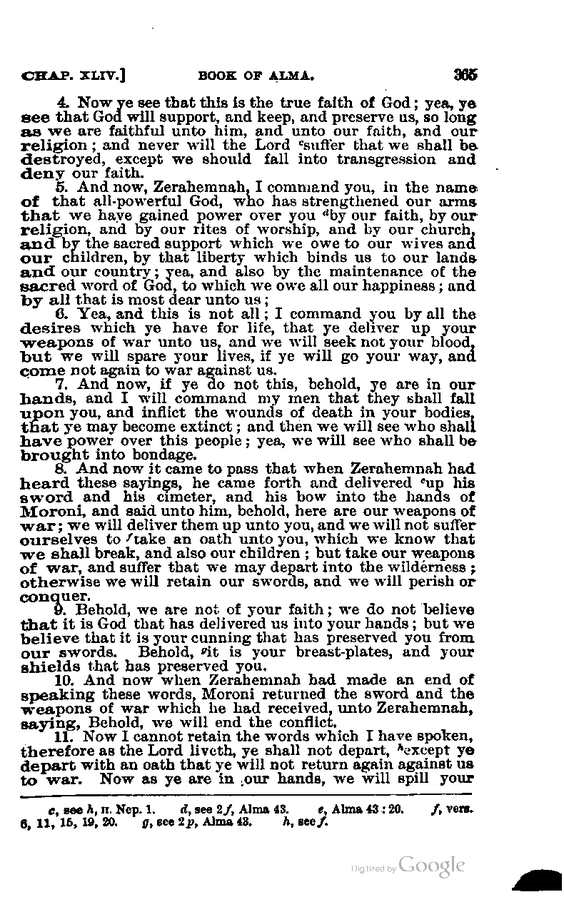 CHAP. XLIV.] BOOK OF ALMA. 365
4. Now ye see that this is the true faith of God; yea, ye
see that God will support, and keep, and preserve us, so long
as we are faithful unto him, and unto our faith, and our
religion; and never will the Lord ᶜsuffer that we shall be
destroyed, except we should fall into transgression and
deny our faith.
5. And now, Zerahemnah, I command you, in the name
of that all-powerful God, who has strengthened our arms
that we have gained power over you ᵈby our faith, by our
religion, and by our rites of worship, and by our church,
and by the sacred support which we owe to our wives and
our children, by that liberty which binds us to our lands
and our country; yea, and also by the maintenance of the
sacred word of God, to which we owe all our happiness; and
by all that is most dear unto us;
6. Yea, and this is not all; I command you by all the
desires which ye have for life, that ye deliver up your
weapons of war unto us, and we will seek not your blood,
but we will spare your lives, if ye will go your way, and
come not again to war against us.
7. And now, if ye do not this, behold, ye are in our
hands, and I will command my men that they shall fall
upon you, and inflict the wounds of death in your bodies,
that ye may become extinct; and then we will see who shall
have power over this people; yea, we will see who shall be
brought into bondage.
8. And now it came to pass that when Zerahemnah had
heard these sayings, he came forth and delivered ᵉup his
sword and his cimeter, and his bow into the hands of
Moroni, and said unto him, behold, here are our weapons of
war; we will deliver them up unto you, and we will not suffer
ourselves to ᶠtake an oath unto you, which we know that
we shall break, and also our children; but take our weapons
of war, and suffer that we may depart into the wilderness;
otherwise we will retain our swords, and we will perish or
conquer.
9. Behold, we are not of your faith; we do not believe
that it is God that has delivered us into your hands; but we
believe that it is your cunning that has preserved you from
our swords. Behold, ᵍit is your breast-plates, and your
shields that has preserved you.
10. And now when Zerahemnah had made an end of
speaking these words, Moroni returned the sword and the
weapons of war which he had received, unto Zerahemnah,
saying, Behold, we will end the conflict.
11. Now I cannot retain the words which I have spoken,
therefore as the Lord liveth, ye shall not depart, ʰexcept ye
depart with an oath that ye will not return again against us
to war. Now as ye are in our hands, we will spill your
c, see h, II. Nep. 1. d, see 2f, Alma 43. e, Alma 43 : 20. f, vers.
6, 11, 15, 19, 20. g, see 2p, Alma 43. h, see f.
Digitized by Google